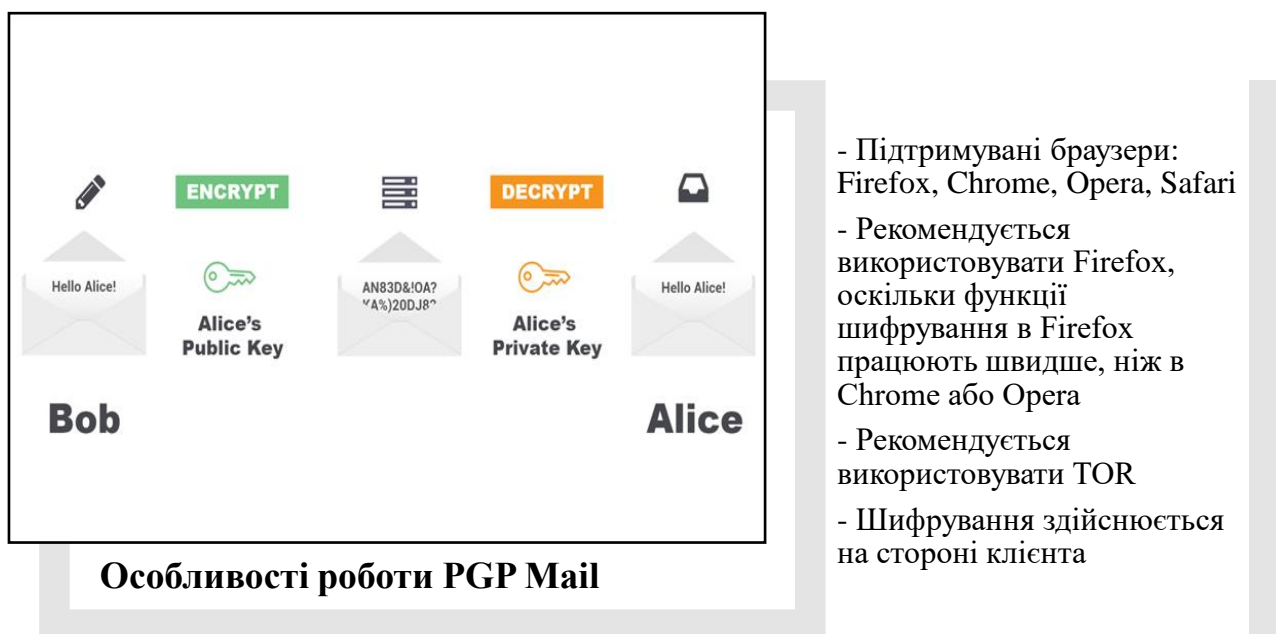 ENCRYPT
DECRYPT
Hello Alice!
AN83D&!OA?
Hello Alice!
Alice's
Public Key
Alice's
Private Key
Bob
Alice
Особливості роботи PGP Mail
- Підтримувані браузери:
Firefox, Chrome, Opera, Safari
- Рекомендується
використовувати Firefox,
оскільки функції
шифрування в Firefox
працюють швидше, ніж в
Chrome або Opera
- Рекомендується
використовувати TOR
- Шифрування здійснюється
на стороні клієнта